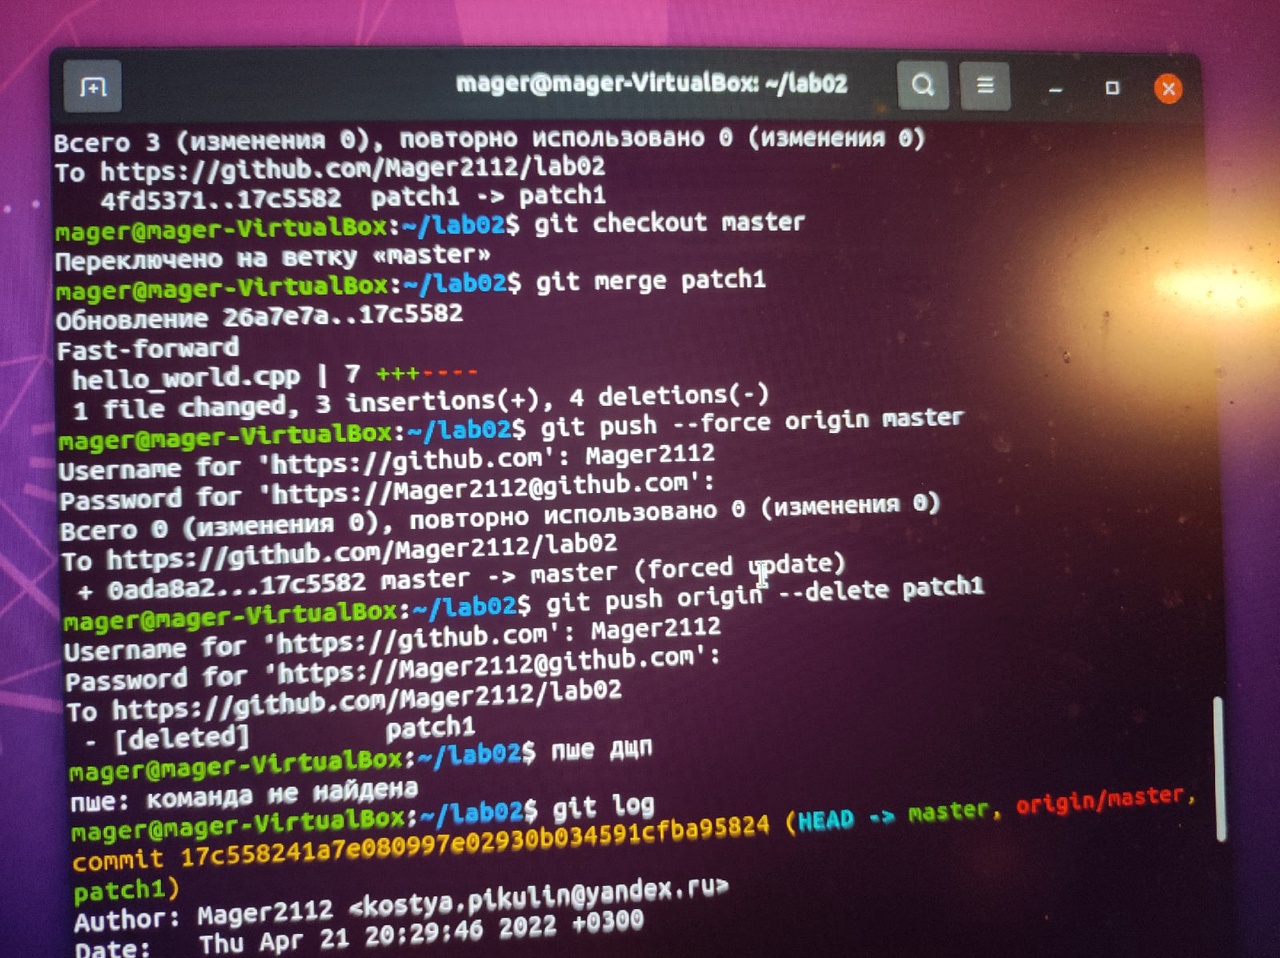 mager@mager-VirtualBox: ~/lab02
Всего 3 (изменения 0), повторно использовано 0 (изменения 0)
To https://github.com/Mager2112/lab02
   4fd5371..17c5582  patch1 -> patch1
mager@mager-VirtualBox:~/lab02$ git checkout master
Переключено на ветку «master»
mager@mager-VirtualBox:~/lab02$ git merge patch1
Обновление 26a7e7a..17c5582
Fast-forward
 hello_world.cpp | 7 +++----
 1 file changed, 3 insertions(+), 4 deletions(-)
mager@mager-VirtualBox:~/lab02$ git push --force origin master
Username for 'https://github.com': Mager2112
Password for 'https://Mager2112@github.com':
Всего 0 (изменения 0), повторно использовано 0 (изменения 0)
To https://github.com/Mager2112/lab02
 + 0ada8a2...17c5582 master -> master (forced update)
mager@mager-VirtualBox:~/lab02$ git push origin --delete patch1
Username for 'https://github.com': Mager2112
Password for 'https://Mager2112@github.com':
To https://github.com/Mager2112/lab02
 - [deleted]         patch1
mager@mager-VirtualBox:~/lab02$ пше дщп
пше: команда не найдена
mager@mager-VirtualBox:~/lab02$ git log
commit 17c558241a7e080997e02930b034591cfba95824 (HEAD -> master, origin/master,
patch1)
Author: Mager2112 <kostya.pikulin@yandex.ru>
Date:   Thu Apr 21 20:29:46 2022 +0300